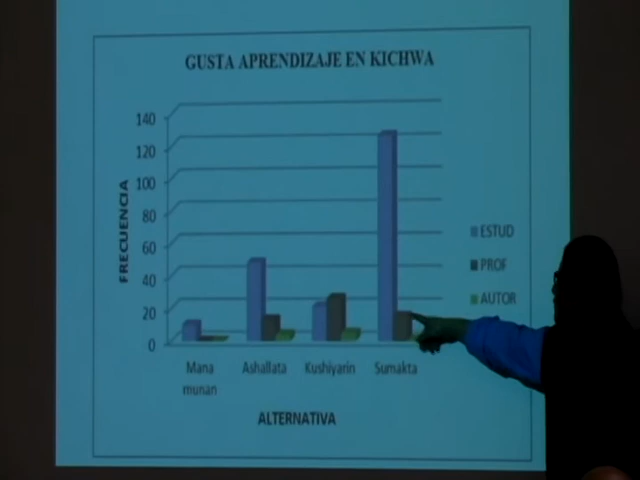 GUSTA APRENDIZAJE EN KICHWA
140
120
100
80
60
40
20
0
FRECUENCIA
Mana munan
Ashallata
Kushiyarin
Sumakta
ALTERNATIVA
ESTUD
PROF
AUTOR